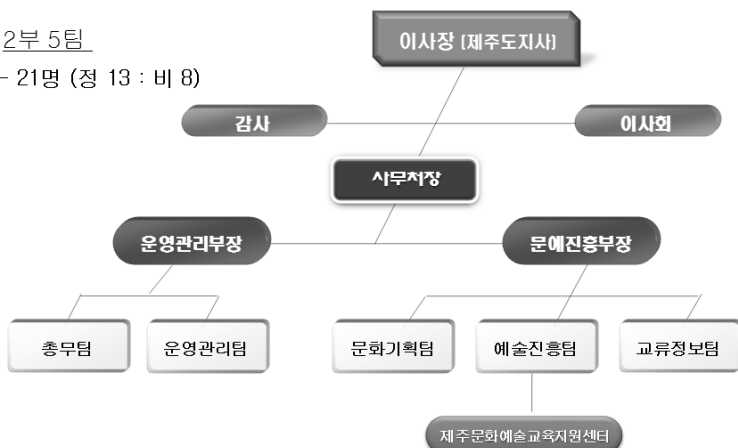 2부 5팀
- 21명 (정 13 : 비 8)
이사장 [제주도지사]
감사
이사회
사무처장
운영관리부장
문예진흥부장
총무팀
운영관리팀
문화기획팀
예술진흥팀
교류정보팀
제주문화예술교육지원센터